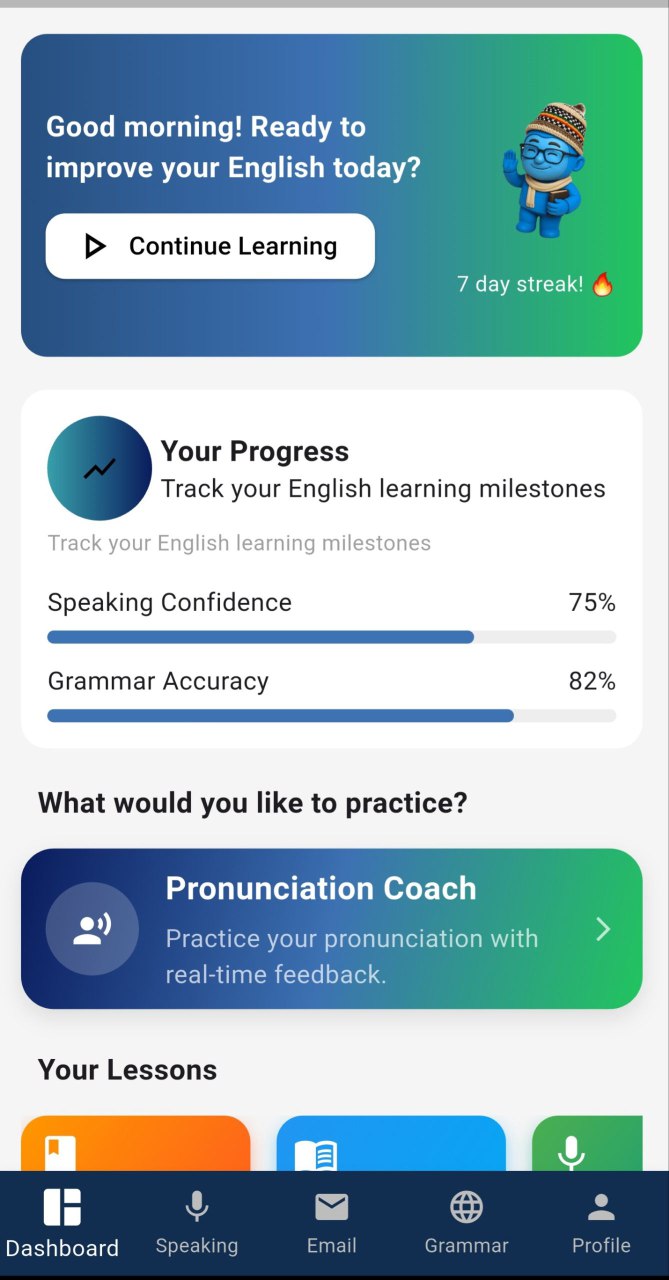 Good morning! Ready to
improve your English today?
Continue Learning
7 day streak! 🔥
Your Progress
Track your English learning milestones
Track your English learning milestones
Speaking Confidence 75%
Grammar Accuracy 82%
What would you like to practice?
Pronunciation Coach
Practice your pronunciation with
real-time feedback.
Your Lessons
Dashboard Speaking Email Grammar Profile